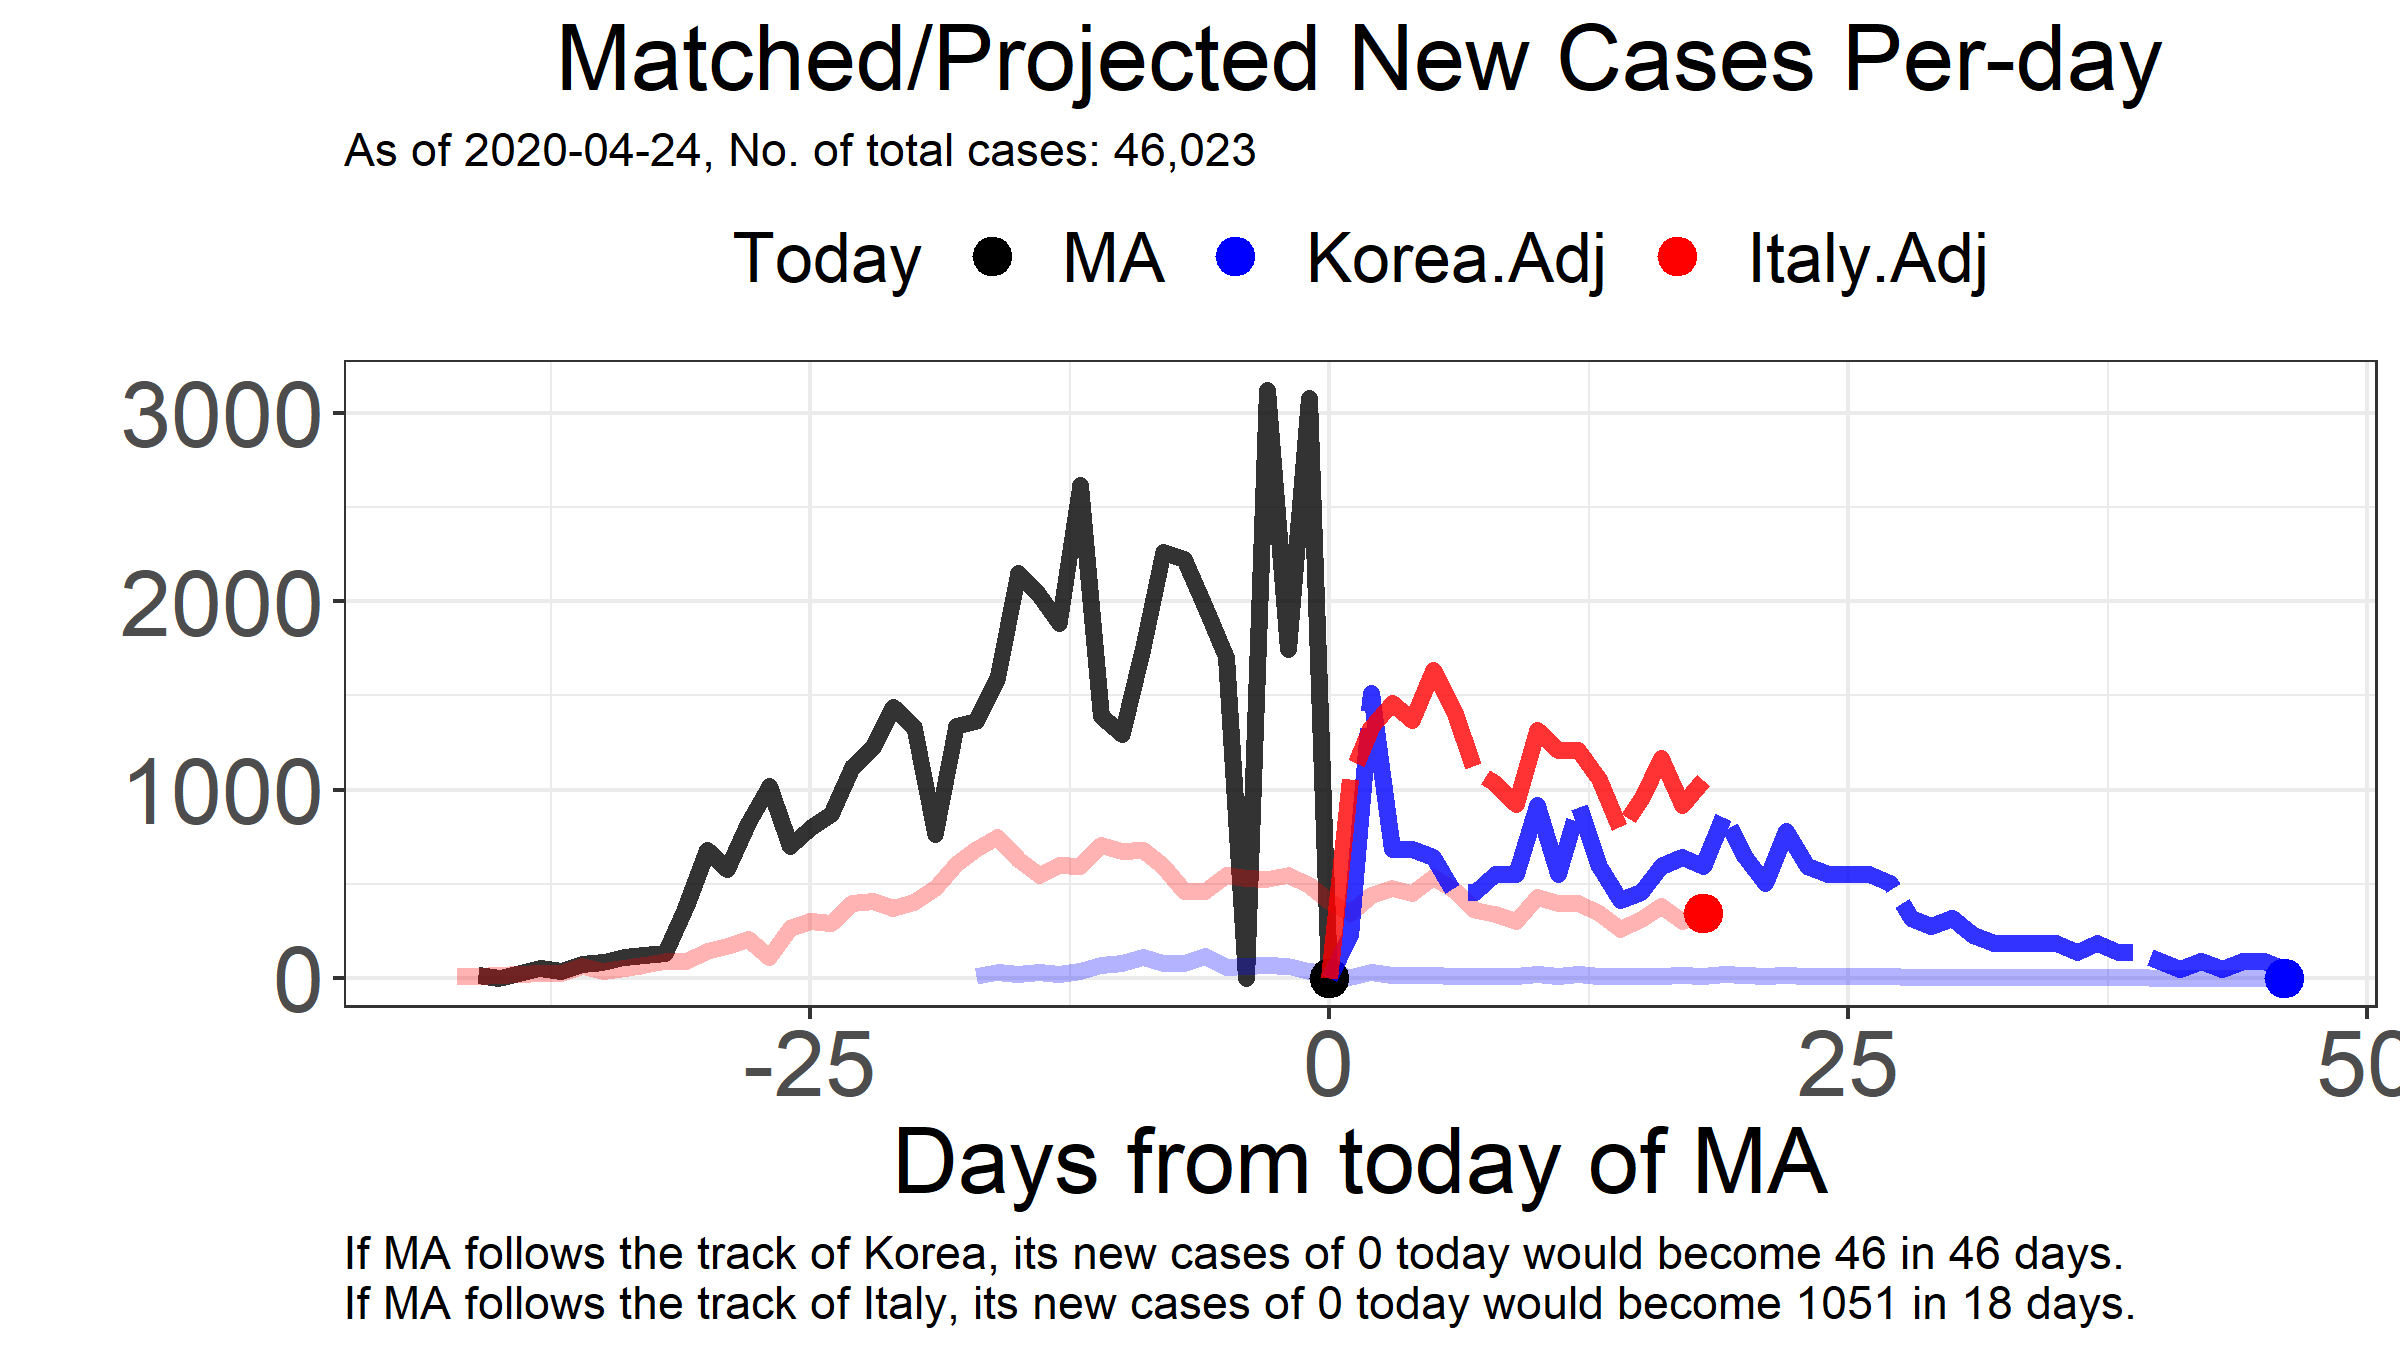 Matched/Projected New Cases Per-day
As of 2020-04-24, No. of total cases: 46,023
Today MA Korea.Adj Italy.Adj
3000
2000
1000
0
-25 0 25 50
Days from today of MA
If MA follows the track of Korea, its new cases of 0 today would become 46 in 46 days.
If MA follows the track of Italy, its new cases of 0 today would become 1051 in 18 days.